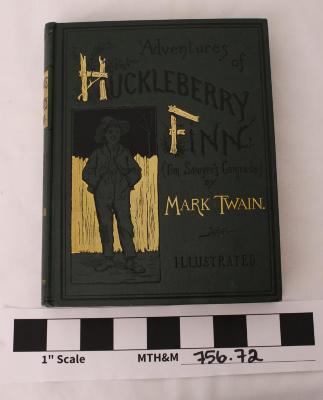 Adventures
of
HUCKLEBERRY
FINN
(TOM SAWYER'S COMRADE)
BY
MARK TWAIN.
ILLUSTRATED.
1" Scale MTH&M 756.72